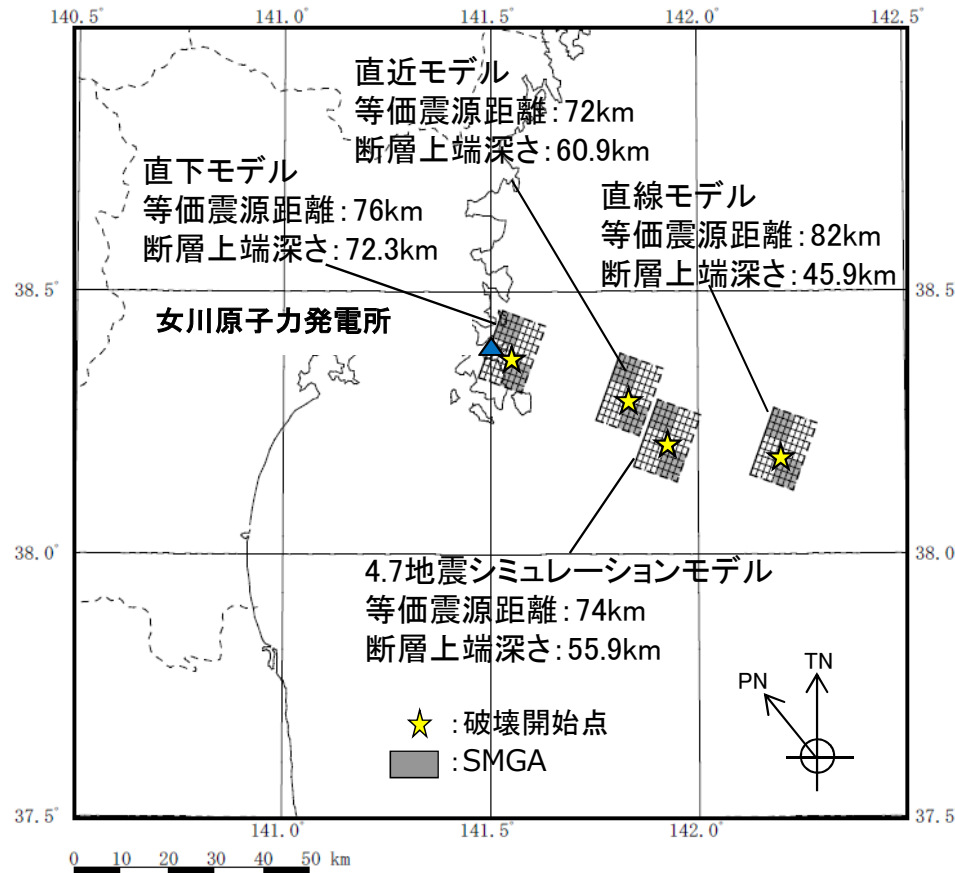 140.5°
141.0°
141.5°
142.0°
142.5°
直近モデル
等価震源距離：72km
断層上端深さ：60.9km
直下モデル
等価震源距離：76km
断層上端深さ：72.3km
直線モデル
等価震源距離：82km
断層上端深さ：45.9km
38.5°
38.5°
女川原子力発電所
38.0°
38.0°
4.7地震シミュレーションモデル
等価震源距離：74km
断層上端深さ：55.9km
PN
TN
：破壊開始点
：SMGA
37.5°
37.5°
141.0°
141.5°
142.0°
0 10 20 30 40 50 km